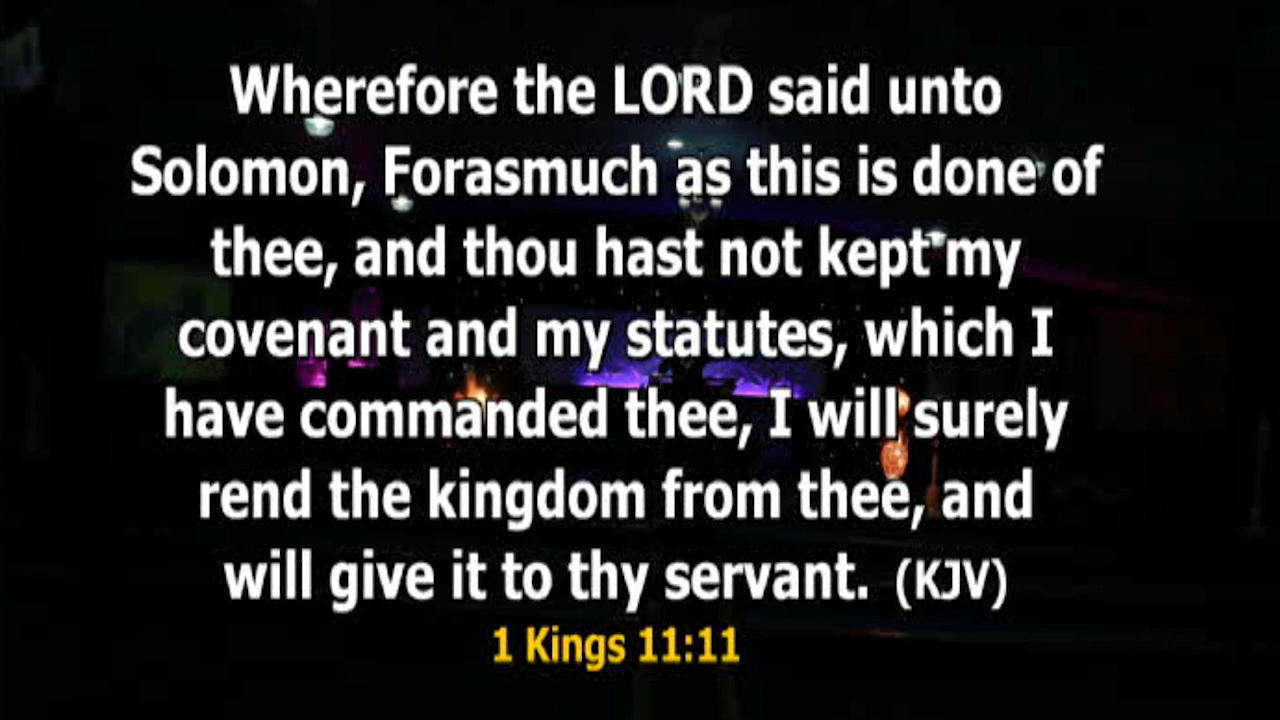 Wherefore the LORD said unto
Solomon, Forasmuch as this is done of
thee, and thou hast not kept my
covenant and my statutes, which I
have commanded thee, I will surely
rend the kingdom from thee, and
will give it to thy servant. (KJV)
1 Kings 11:11